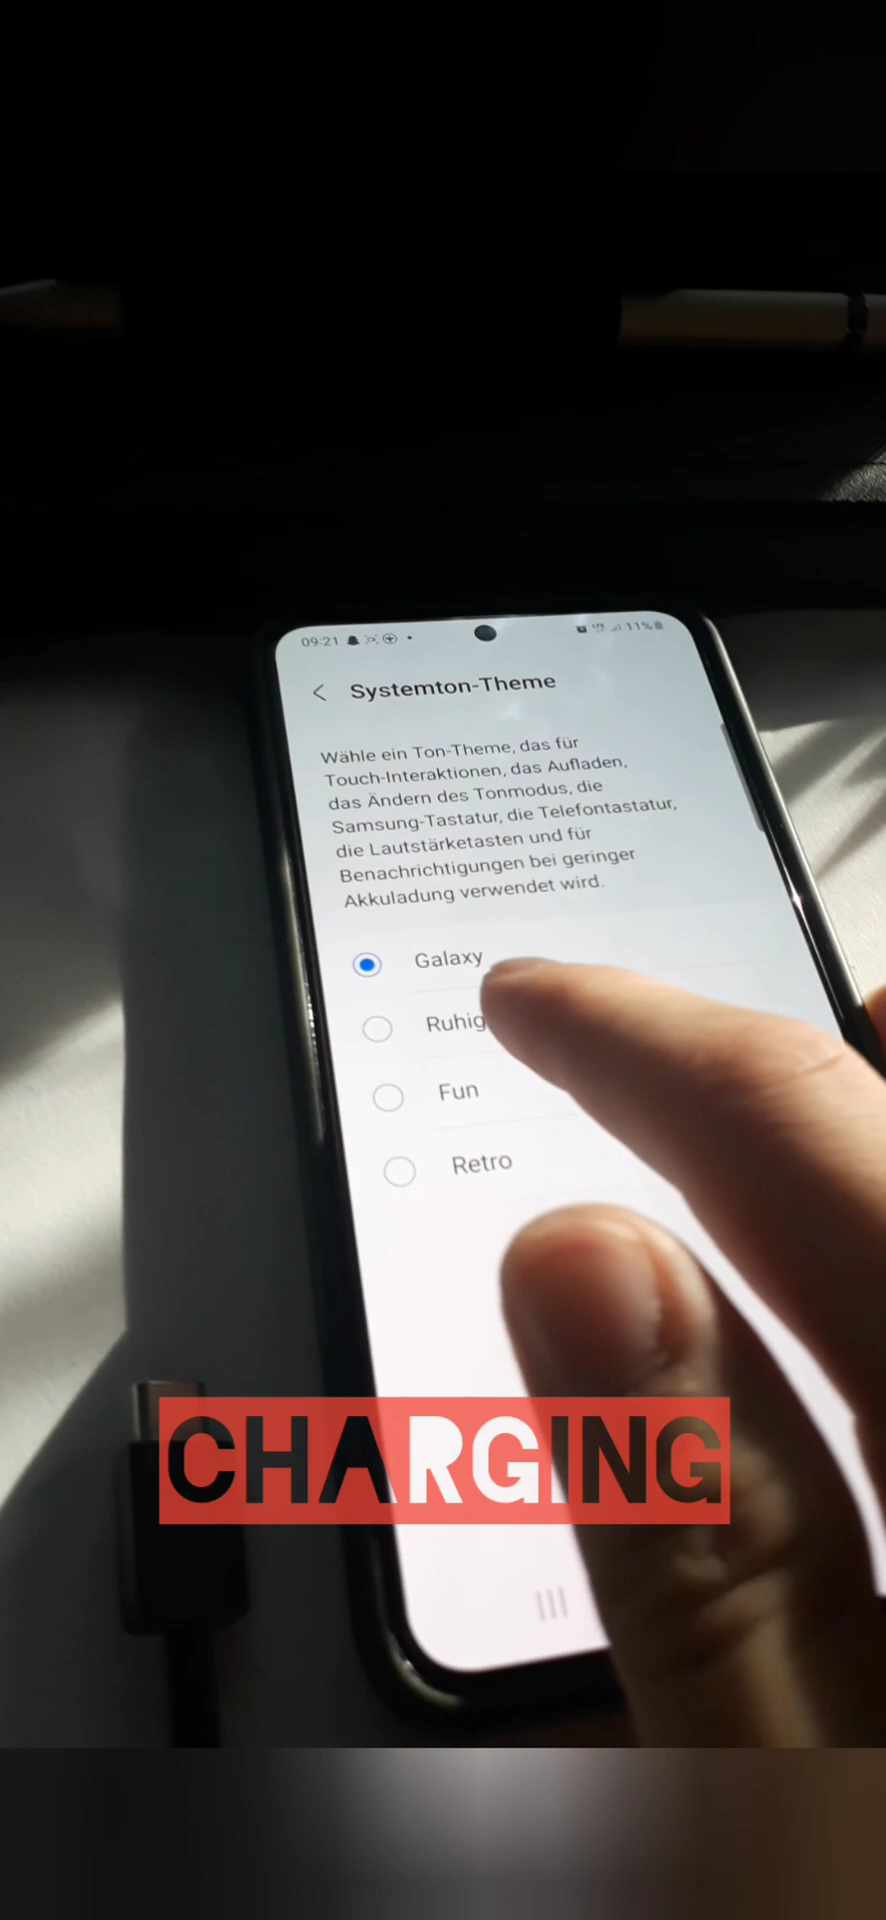 09:21
11%
Systemton-Theme
Wähle ein Ton-Theme, das für
Touch-Interaktionen, das Aufladen,
das Ändern des Tonmodus, die
Samsung-Tastatur, die Telefontastatur,
die Lautstärketasten und für
Benachrichtigungen bei geringer
Akkuladung verwendet wird.
Galaxy
Ruhig
Fun
Retro
CHARGING